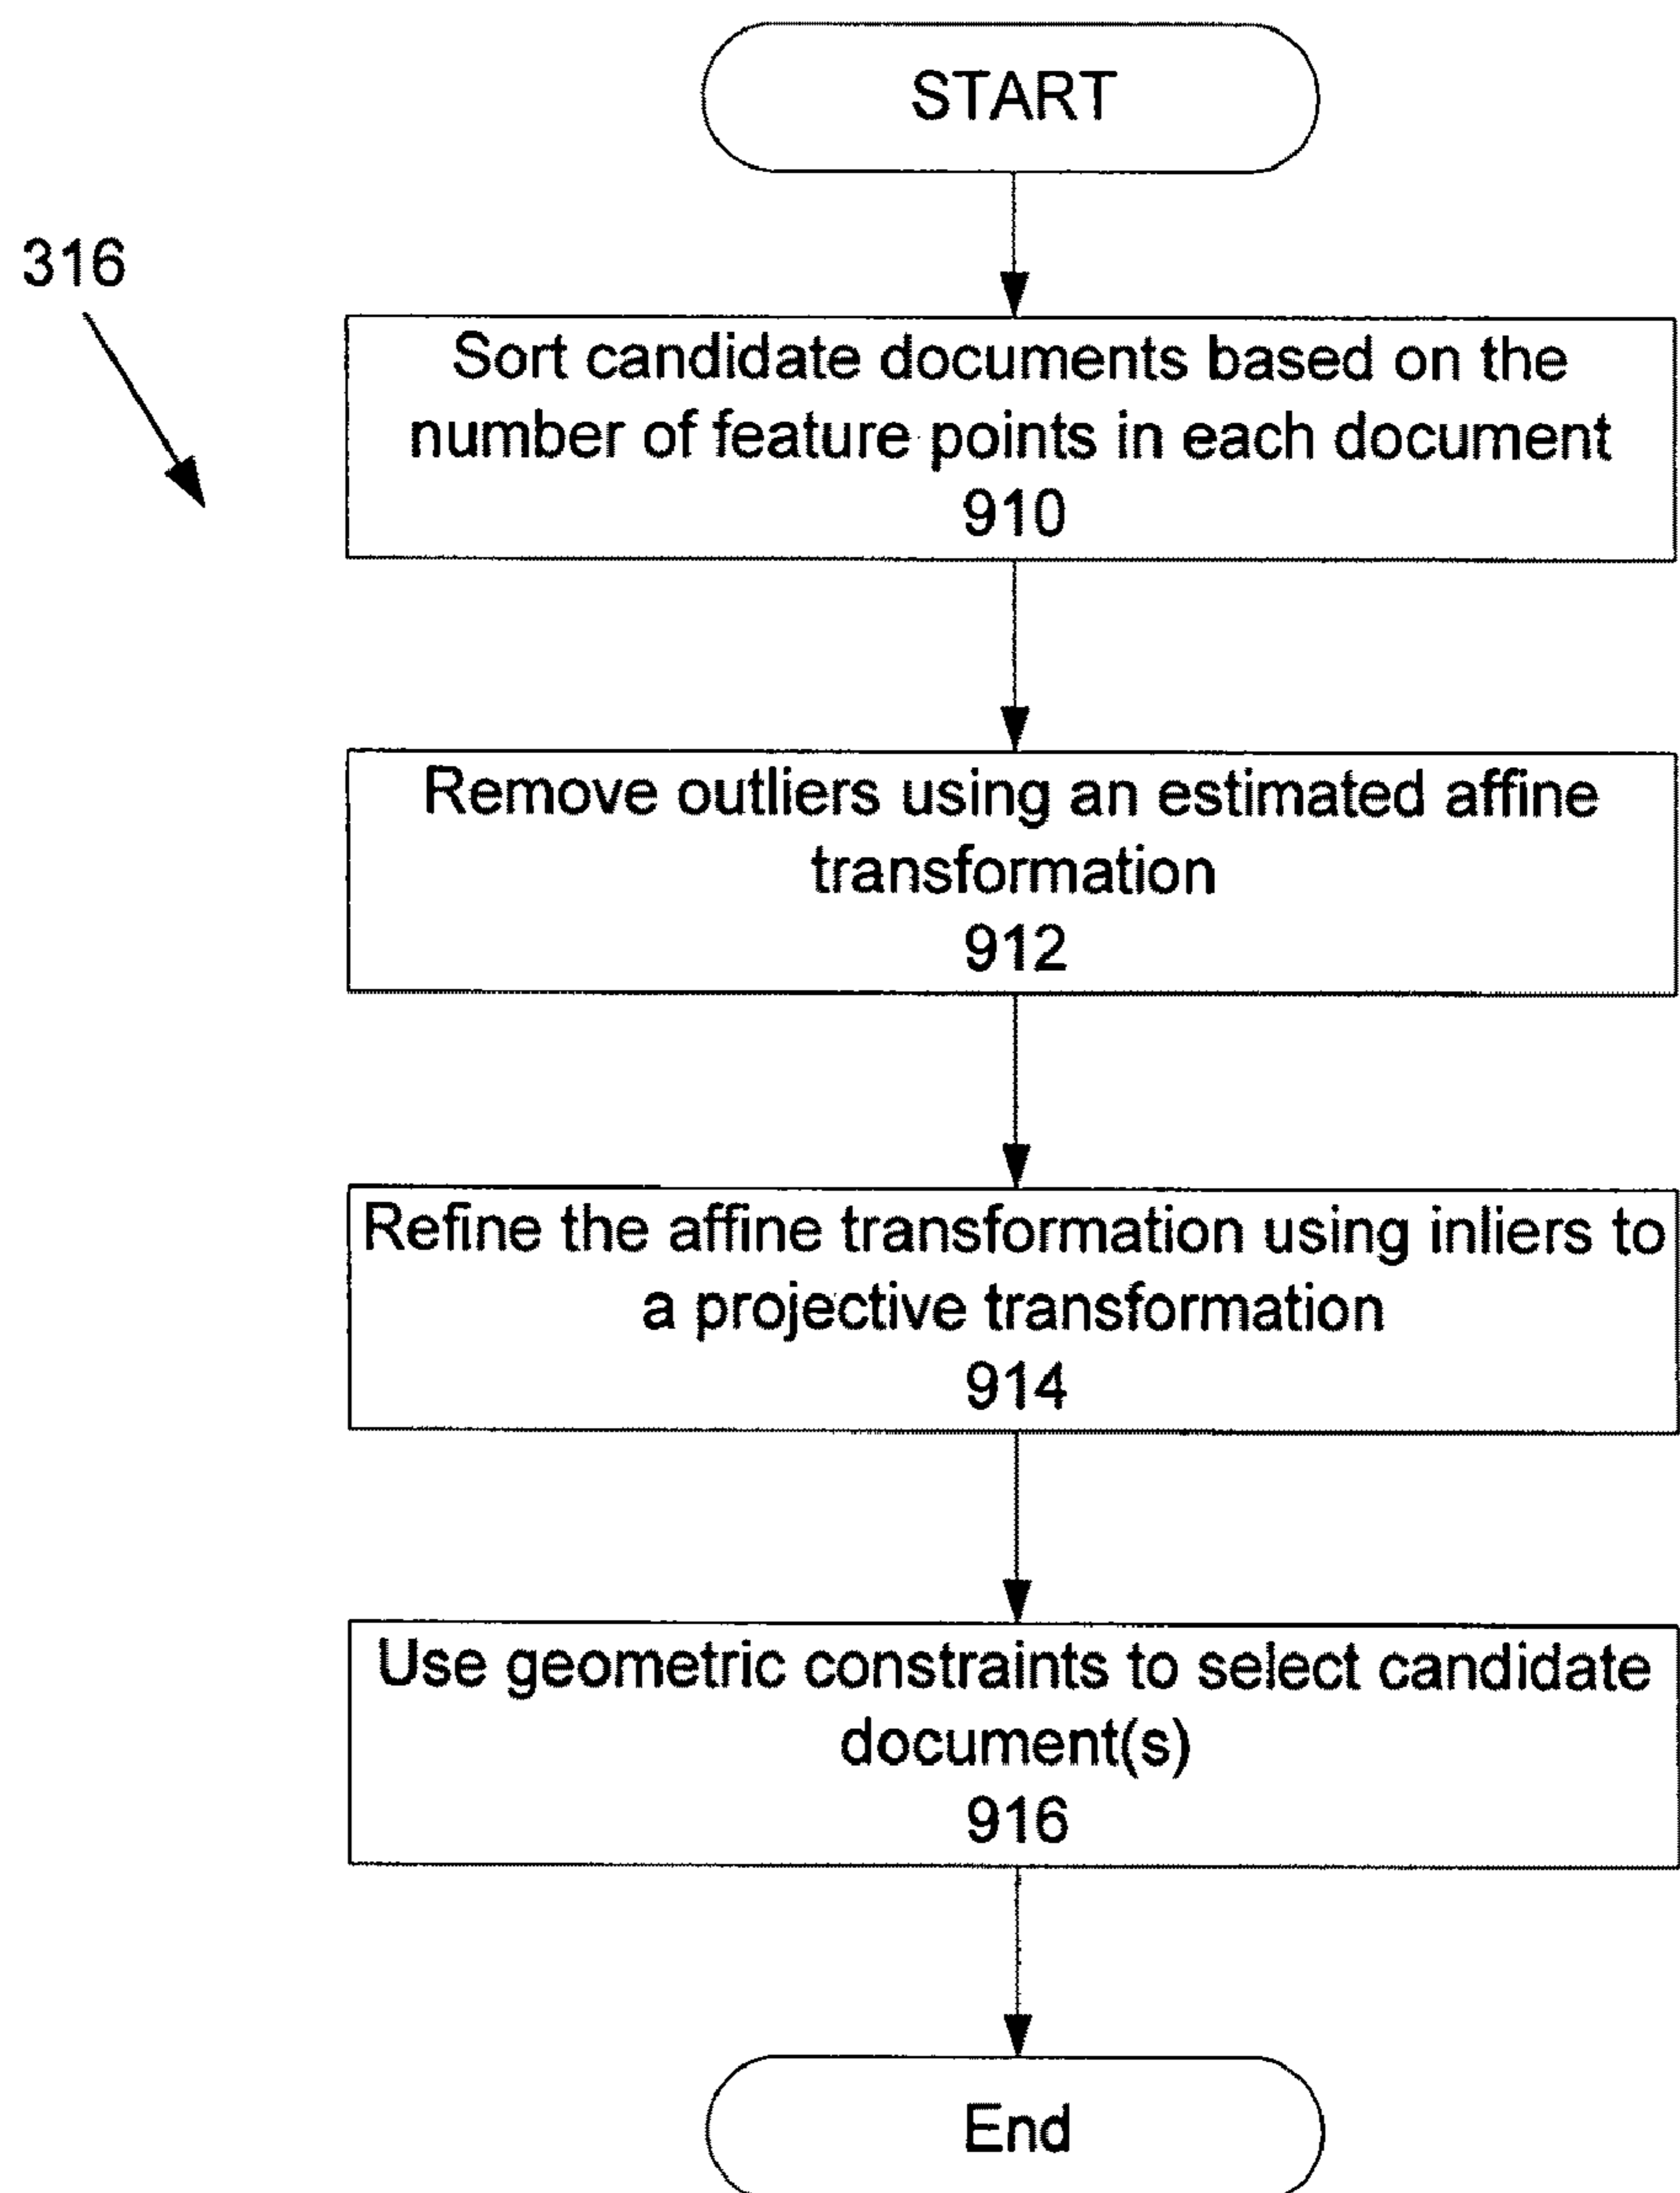 START
316
Sort candidate documents based on the
number of feature points in each document
910
Remove outliers using an estimated affine
transformation
912
Refine the affine transformation using inliers to
a projective transformation
914
Use geometric constraints to select candidate
document(s)
916
End